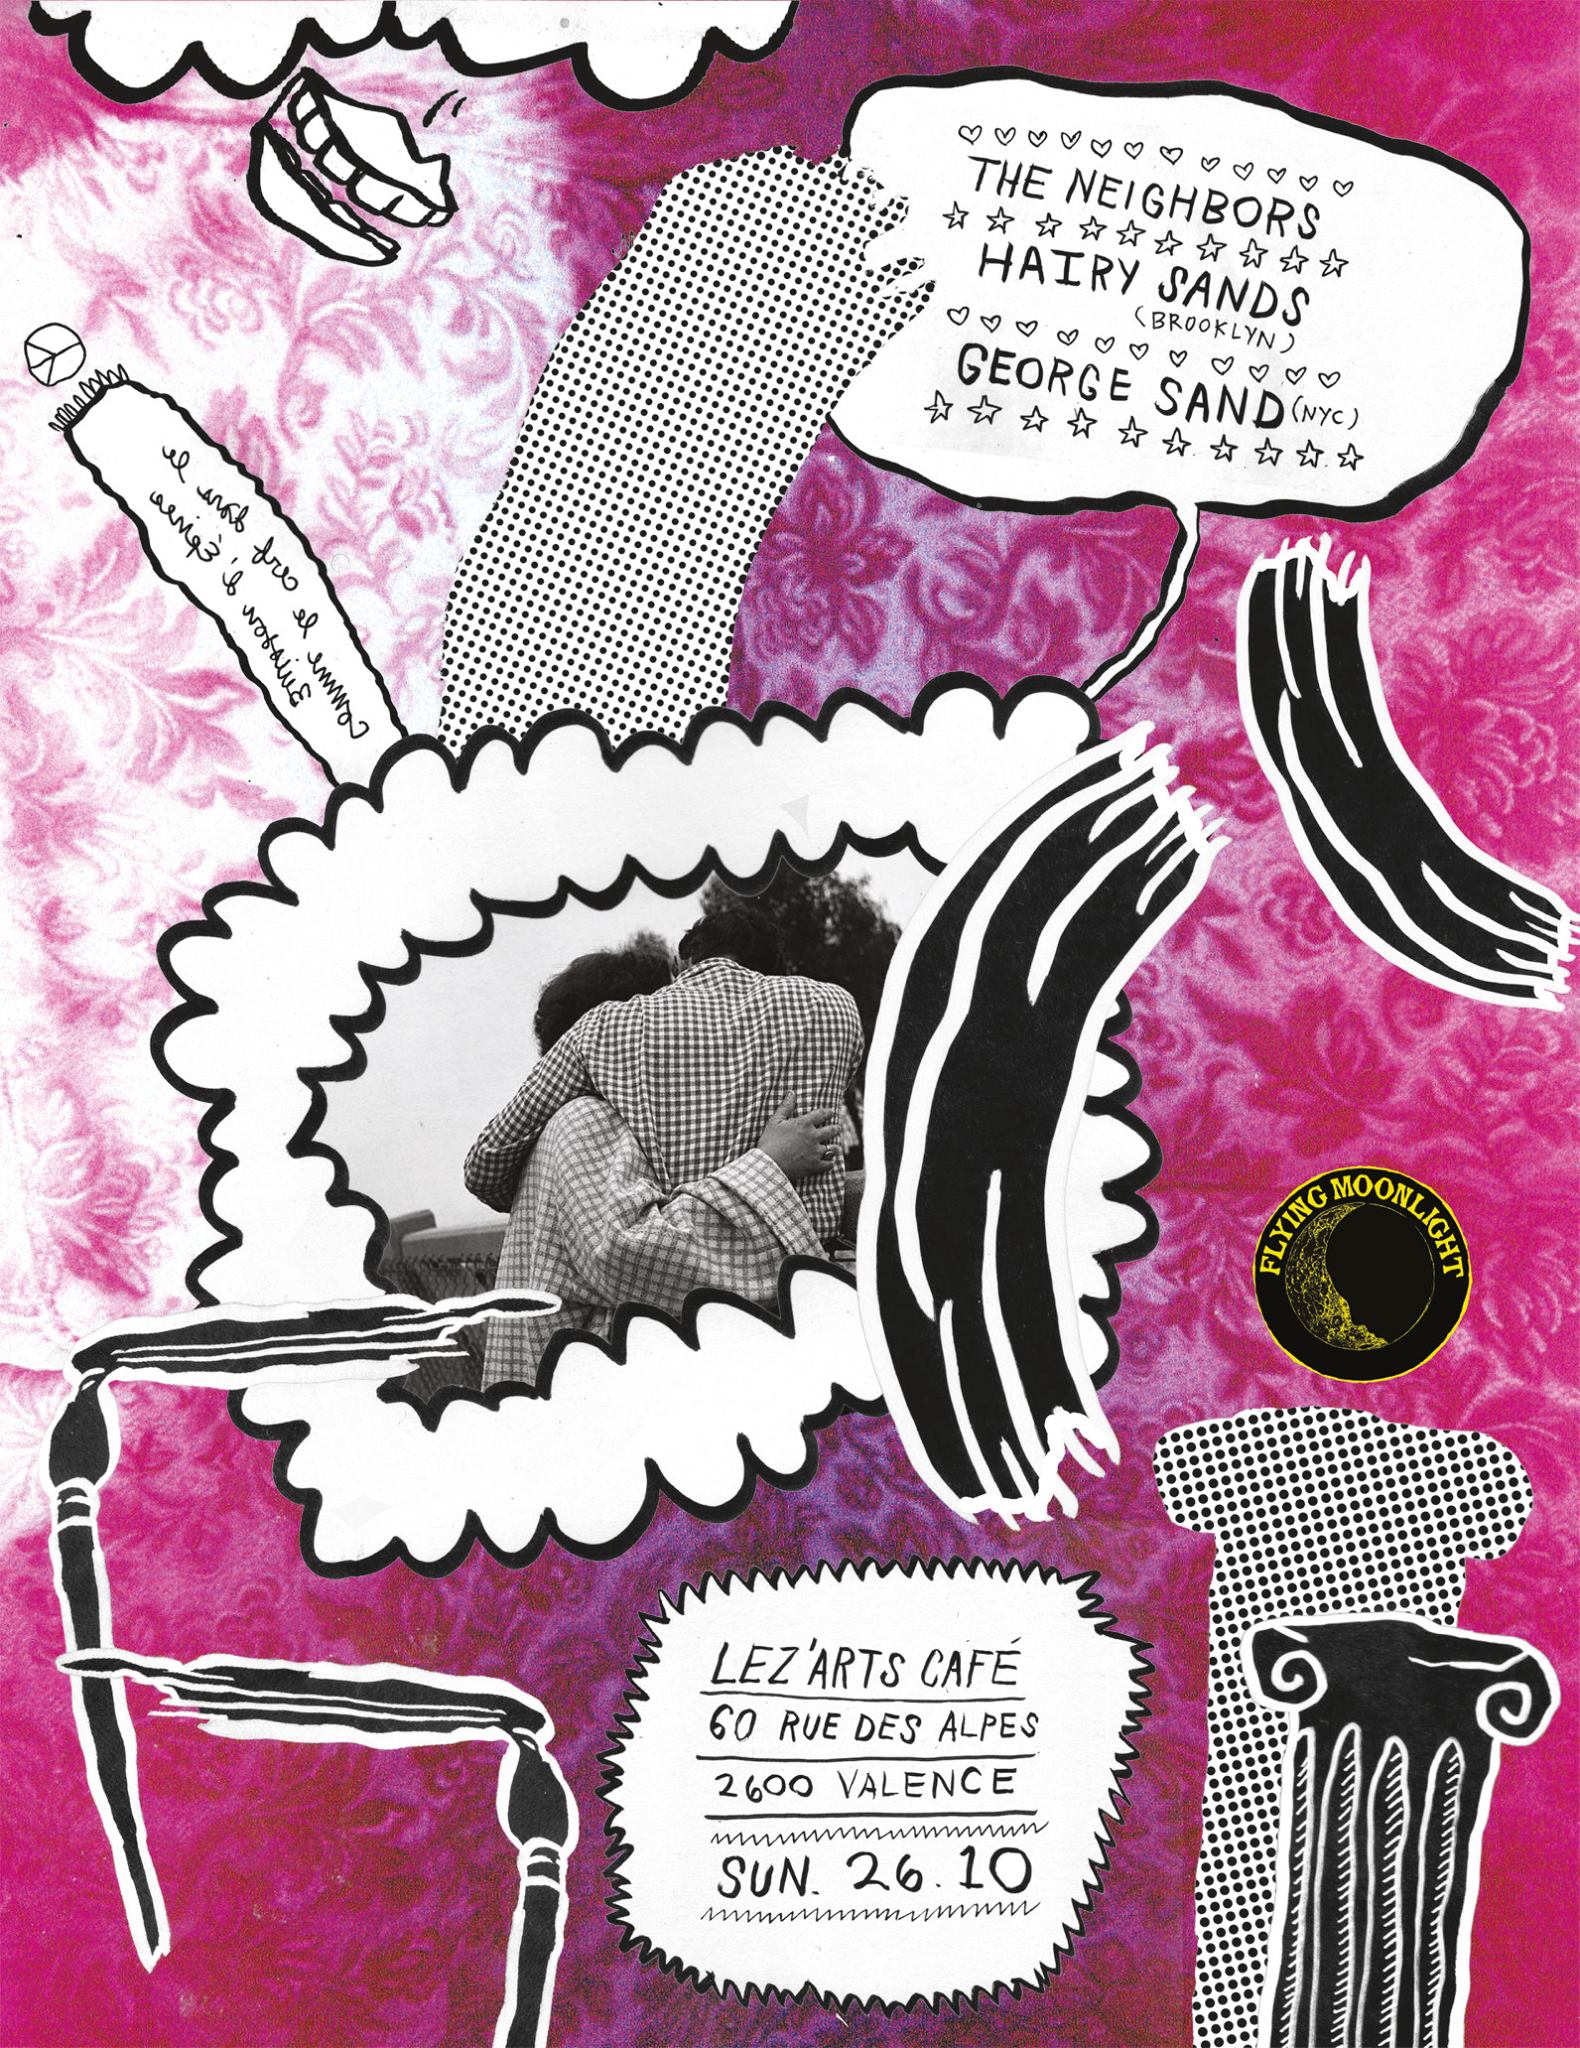 THE NEIGHBORS
HAIRY SANDS
(BROOKLYN)
GEORGE SAND (NYC)
FLYING MOONLIGHT
LEZ'ARTS CAFÉ
60 RUE DES ALPES
2600 VALENCE
SUN. 26.10